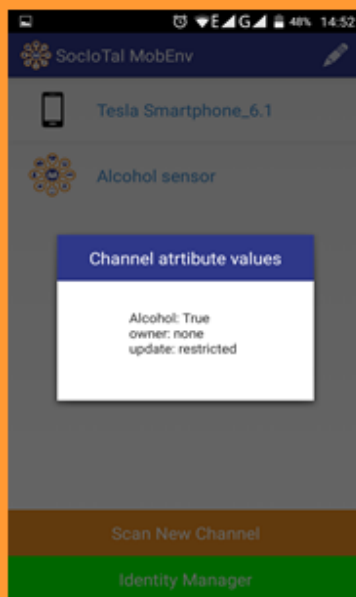 E G 48% 14:52
SocIoTal MobEnv
Tesla Smartphone_6.1
Alcohol sensor
Channel atrtibute values
Alcohol: True
owner: none
update: restricted
Scan New Channel
Identity Manager